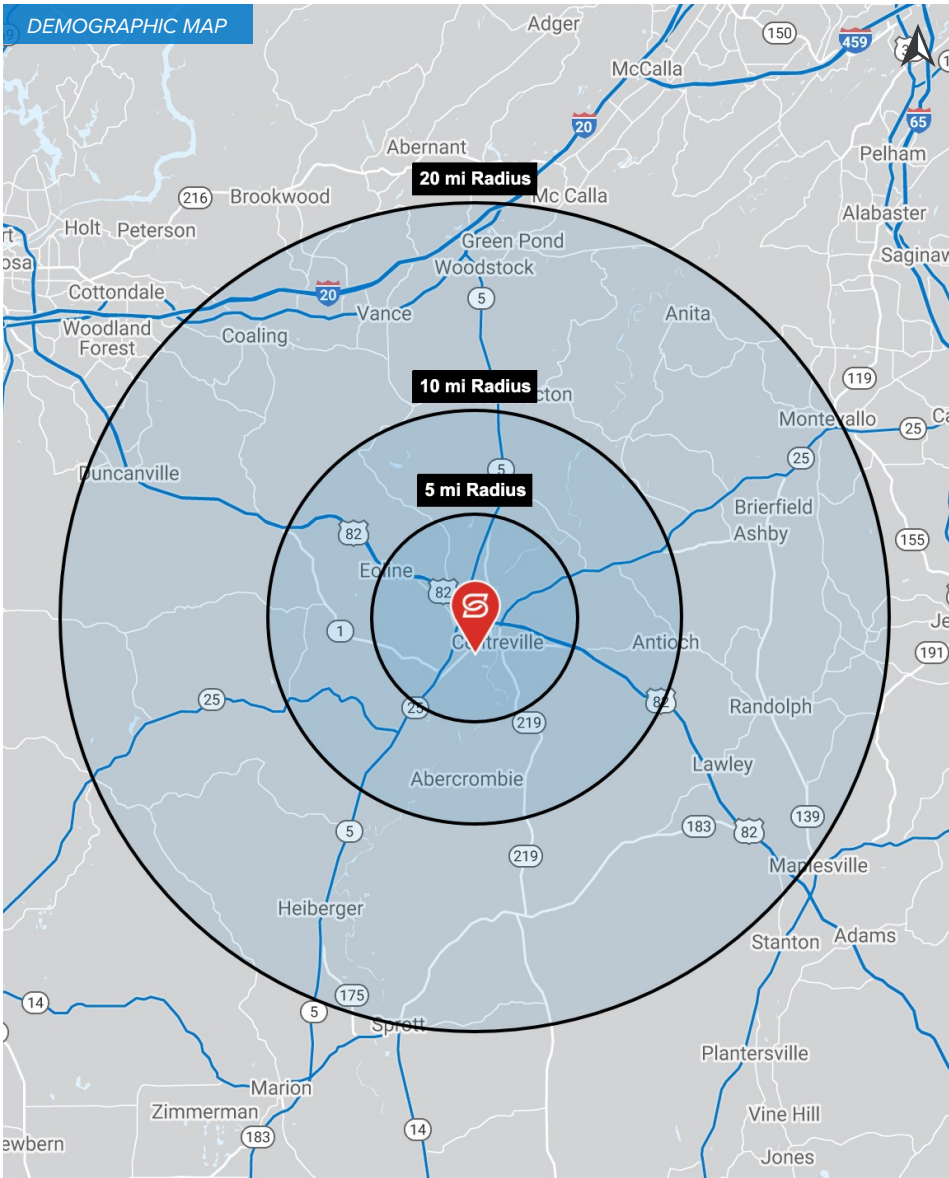 DEMOGRAPHIC MAP
Adger
150
459
McCalla
20
65
Abernant
Pelham
20 mi Radius
216
Brookwood
Mc Calla
Alabaster
Holt
Peterson
Green Pond
Saginaw
Woodstock
Cottondale
20
5
Vance
Anita
Woodland
Forest
Coaling
119
10 mi Radius
Montevallo
25
25
5
Duncanville
5 mi Radius
Brierfield
82
Ashby
155
Eoline
82
S
1
Centreville
Antioch
191
25
25
82
Randolph
219
Lawley
Abercrombie
139
183
82
5
219
Maplesville
Heiberger
Stanton
Adams
175
14
5
Sprott
Plantersville
Marion
Zimmerman
Vine Hill
183
14
ewbern
Jones